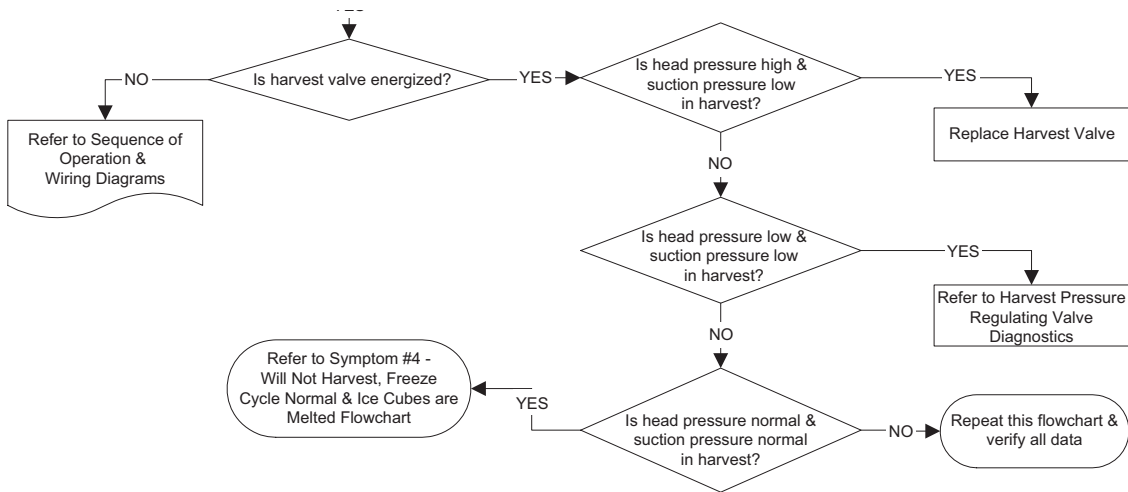 YES
Is harvest valve energized?
NO
YES
Refer to Sequence of
Operation &
Wiring Diagrams
Is head pressure high &
suction pressure low
in harvest?
YES
Replace Harvest Valve
NO
Is head pressure low &
suction pressure low
in harvest?
YES
Refer to Harvest Pressure
Regulating Valve
Diagnostics
NO
Is head pressure normal &
suction pressure normal
in harvest?
YES
Refer to Symptom #4 -
Will Not Harvest, Freeze
Cycle Normal & Ice Cubes are
Melted Flowchart
NO
Repeat this flowchart &
verify all data